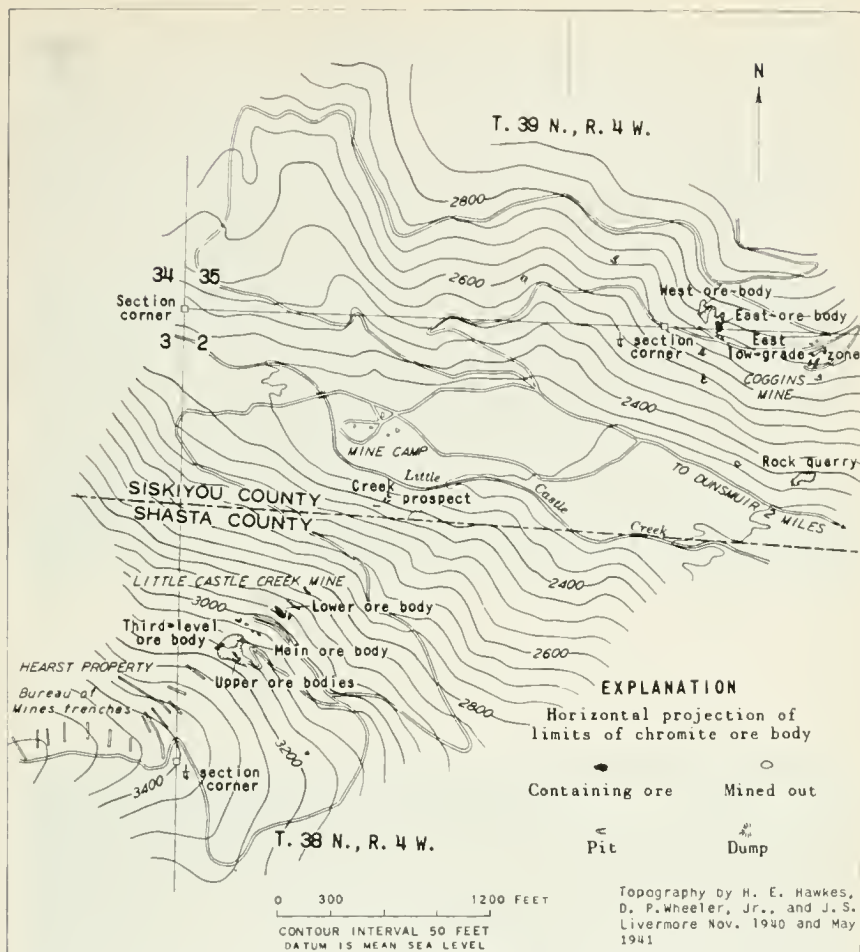 N
T. 39 N., R. 4 W.
2800
2600
34 35
Section
corner
3 2
West ore-body
East-ore body
East
low-grade zone
¼ section
corner
COGGINS
MINE
2400
MINE CAMP
Little
Castle
Creek
Creek
prospect
Rock quarry
TO DUNSMUIR 2 MILES
SISKIYOU COUNTY
SHASTA COUNTY
LITTLE CASTLE CREEK MINE
3000
2400
Lower ore body
Third-level
ore body
Main ore body
Upper ore bodies
2600
HEARST PROPERTY
Bureau of
Mines trenches
2800
3200
3400
¼ section
corner
T. 38 N., R. 4 W.
EXPLANATION
Horizontal projection of
limits of chromite ore body
Containing ore Mined out
Pit Dump
0 300 1200 FEET
CONTOUR INTERVAL 50 FEET
DATUM IS MEAN SEA LEVEL
Topography by H. E. Hawkes,
D. P. Wheeler, Jr., and J. S.
Livermore Nov. 1940 and May
1941